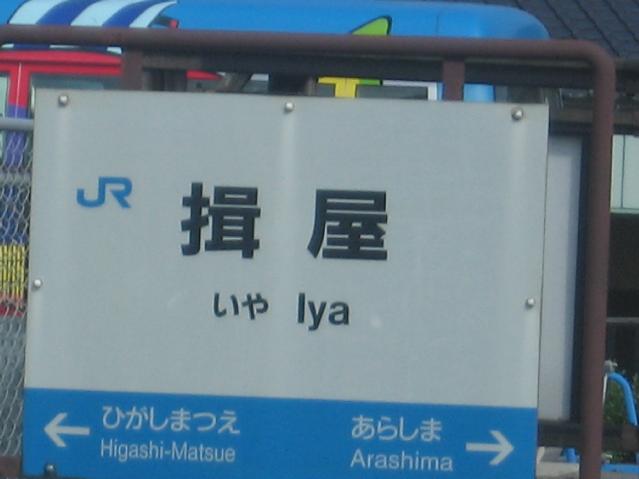 JR
揖屋
いや Iya
← ひがしまつえ
Higashi-Matsue
あらしま →
Arashima